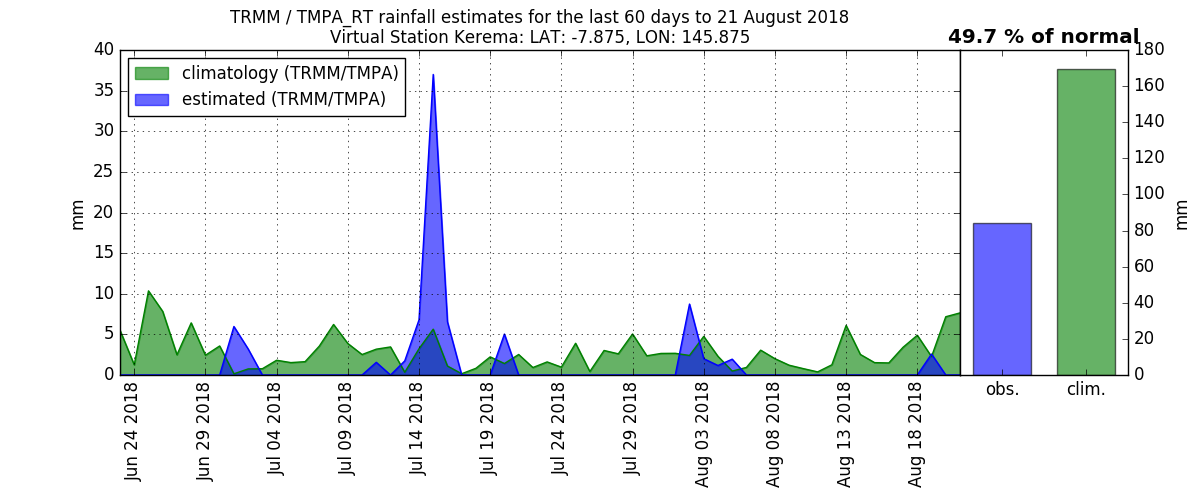 TRMM / TMPA_RT rainfall estimates for the last 60 days to 21 August 2018
Virtual Station Kerema: LAT: -7.875, LON: 145.875
49.7 % of normal
climatology (TRMM/TMPA)
estimated (TRMM/TMPA)
40
35
30
25
20
15
10
5
0
mm
Jun 24 2018
Jun 29 2018
Jul 04 2018
Jul 09 2018
Jul 14 2018
Jul 19 2018
Jul 24 2018
Jul 29 2018
Aug 03 2018
Aug 08 2018
Aug 13 2018
Aug 18 2018
obs.
clim.
180
160
140
120
100
80
60
40
20
0
mm